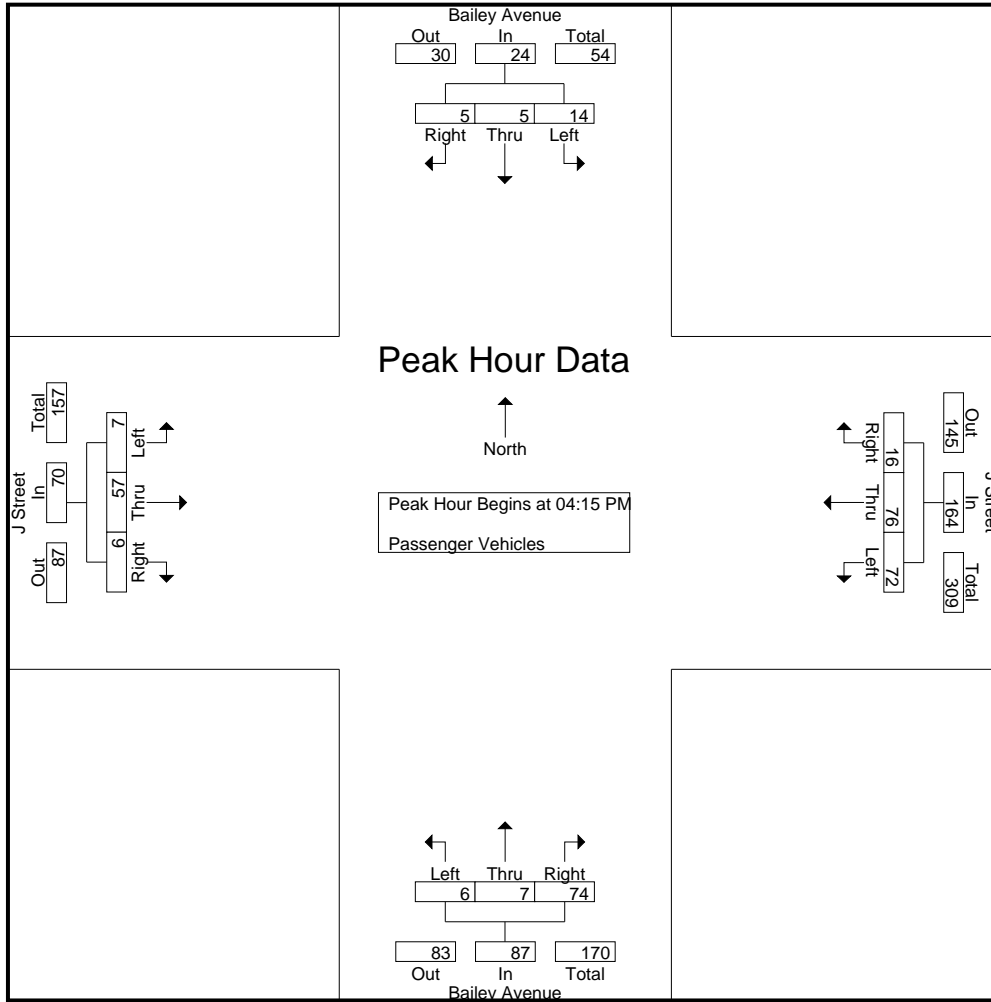 Bailey Avenue
Out In Total
30 24 54
5 5 14
Right Thru Left
Peak Hour Data
North
Peak Hour Begins at 04:15 PM
Passenger Vehicles
J Street
Total In Out
157 70 87
7 57 6
Left Thru Right
Right Thru Left
16 76 72
145 164 309
Out In Total
J Street
Left Thru Right
6 7 74
83 87 170
Out In Total
Bailey Avenue